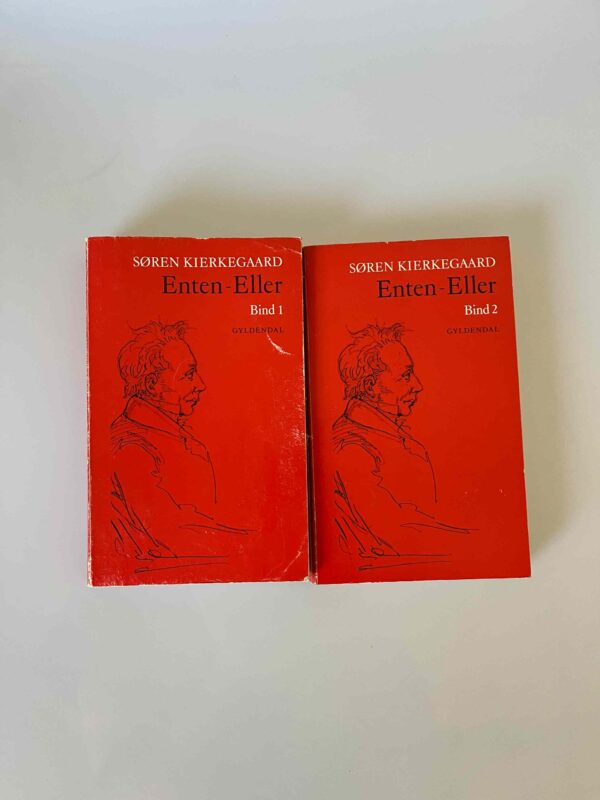 SØREN KIERKEGAARD
Enten-Eller
Bind 1
GYLDENDAL
SØREN KIERKEGAARD
Enten-Eller
Bind 2
GYLDENDAL